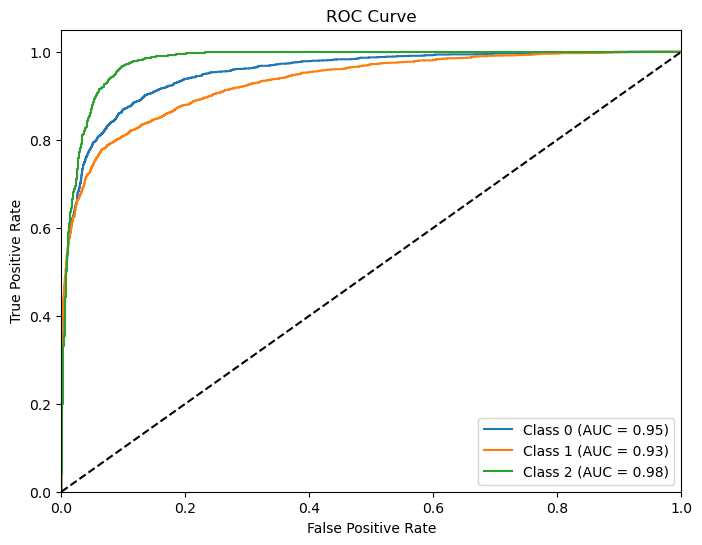 ROC Curve
True Positive Rate
1.0
0.8
0.6
0.4
0.2
0.0
Class 0 (AUC = 0.95)
Class 1 (AUC = 0.93)
Class 2 (AUC = 0.98)
0.0 0.2 0.4 0.6 0.8 1.0
False Positive Rate